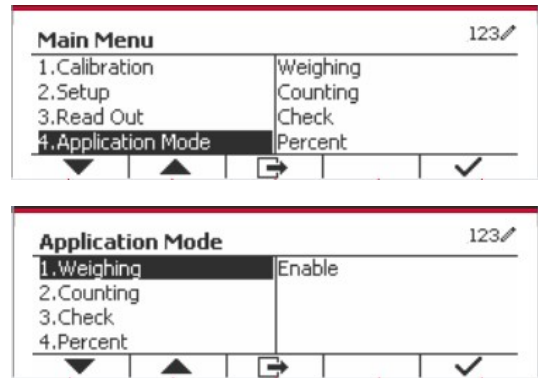 Main Menu 123
1.Calibration Weighing
2.Setup Counting
3.Read Out Check
4.Application Mode Percent
Application Mode 123
1.Weighing Enable
2.Counting
3.Check
4.Percent